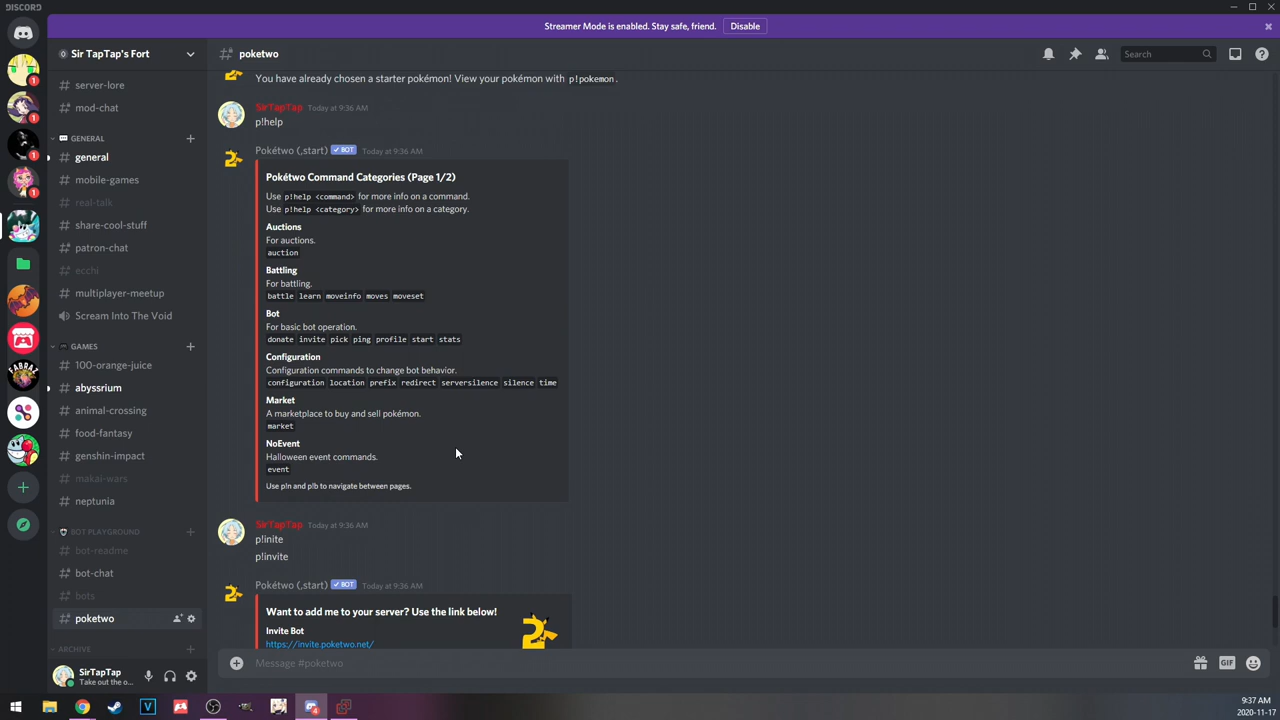 DISCORD
Streamer Mode is enabled. Stay safe, friend. Disable
Sir TapTap's Fort
server-lore
mod-chat
GENERAL
general
mobile-games
real-talk
share-cool-stuff
patron-chat
ecchi
multiplayer-meetup
Scream Into The Void
GAMES
100-orange-juice
abyssrium
animal-crossing
food-fantasy
genshin-impact
makai-wars
neptunia
BOT PLAYGROUND
bot-readme
bot-chat
bots
poketwo
ARCHIVE
SirTapTap
Take out the o...
poketwo
Search
You have already chosen a starter pokémon! View your pokémon with p!pokemon.
SirTapTap Today at 9:36 AM
p!help
Pokétwo (,start) ✓ BOT Today at 9:36 AM
Pokétwo Command Categories (Page 1/2)
Use p!help <command> for more info on a command.
Use p!help <category> for more info on a category.
Auctions
For auctions.
auction
Battling
For battling.
battle learn moveinfo moves moveset
Bot
For basic bot operation.
donate invite pick ping profile start stats
Configuration
Configuration commands to change bot behavior.
configuration location prefix redirect serversilence silence time
Market
A marketplace to buy and sell pokémon.
market
NoEvent
Halloween event commands.
event
Use p!n and p!b to navigate between pages.
SirTapTap Today at 9:36 AM
p!inite
p!invite
Pokétwo (,start) ✓ BOT Today at 9:36 AM
Want to add me to your server? Use the link below!
Invite Bot
https://invite.poketwo.net/
Message #poketwo
GIF
9:37 AM
2020-11-17